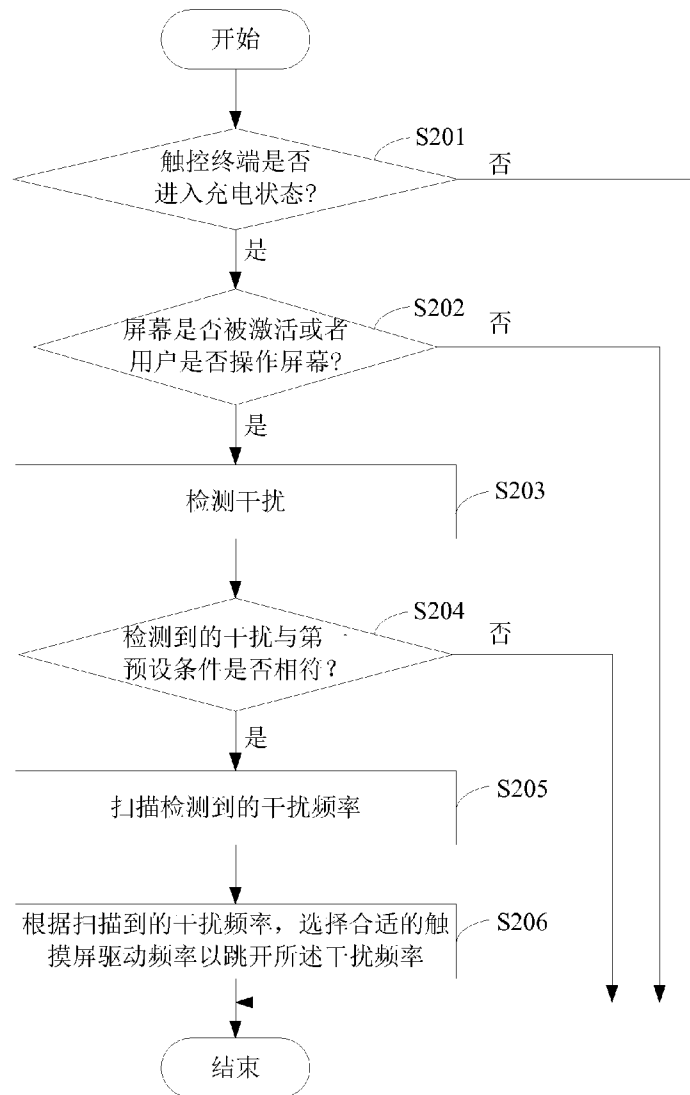 开始
S201
触控终端是否
进入充电状态?
否
是
S202
屏幕是否被激活或者
用户是否操作屏幕?
否
是
检测干扰
S203
S204
检测到的干扰与第一
预设条件是否相符?
否
是
扫描检测到的干扰频率
S205
根据扫描到的干扰频率，选择合适的触
摸屏驱动频率以跳开所述干扰频率
S206
结束